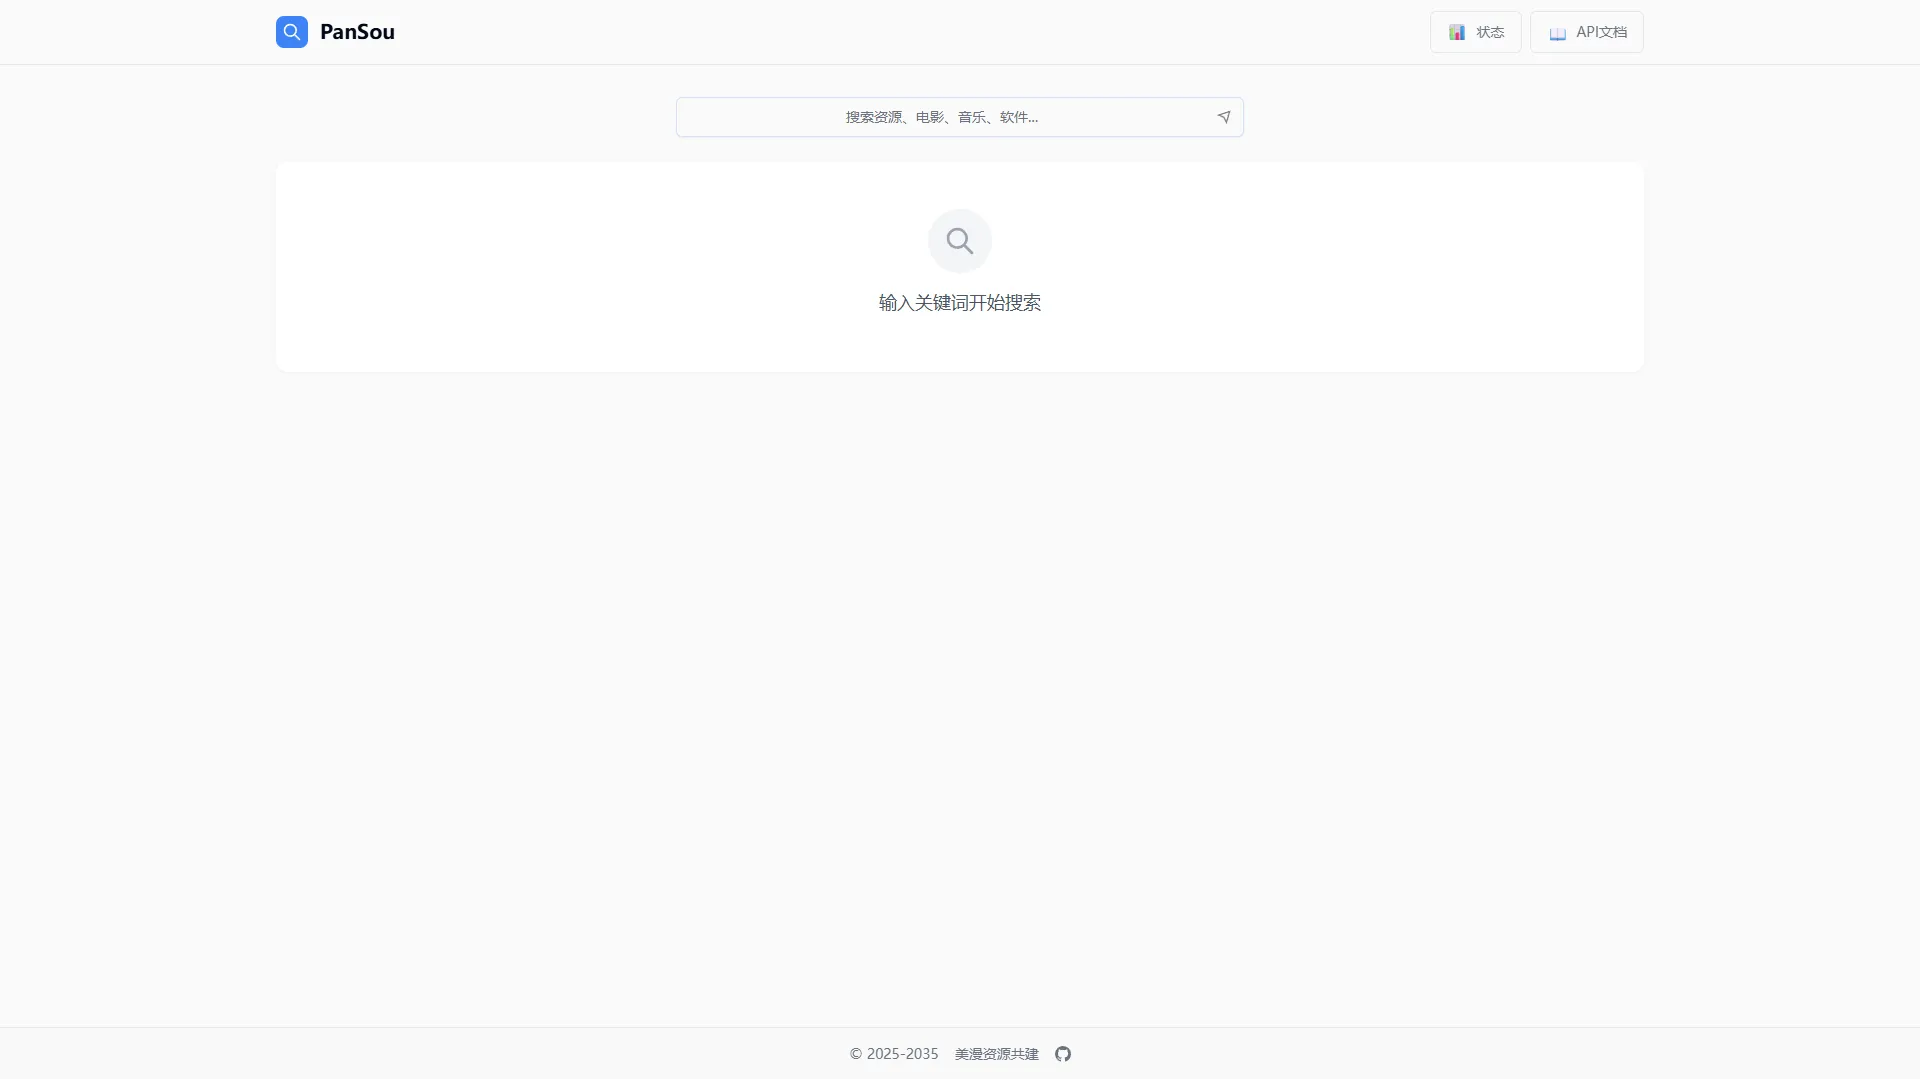 PanSou
状态
API文档
搜索资源、电影、音乐、软件...
输入关键词开始搜索
© 2025-2035 美漫资源共建